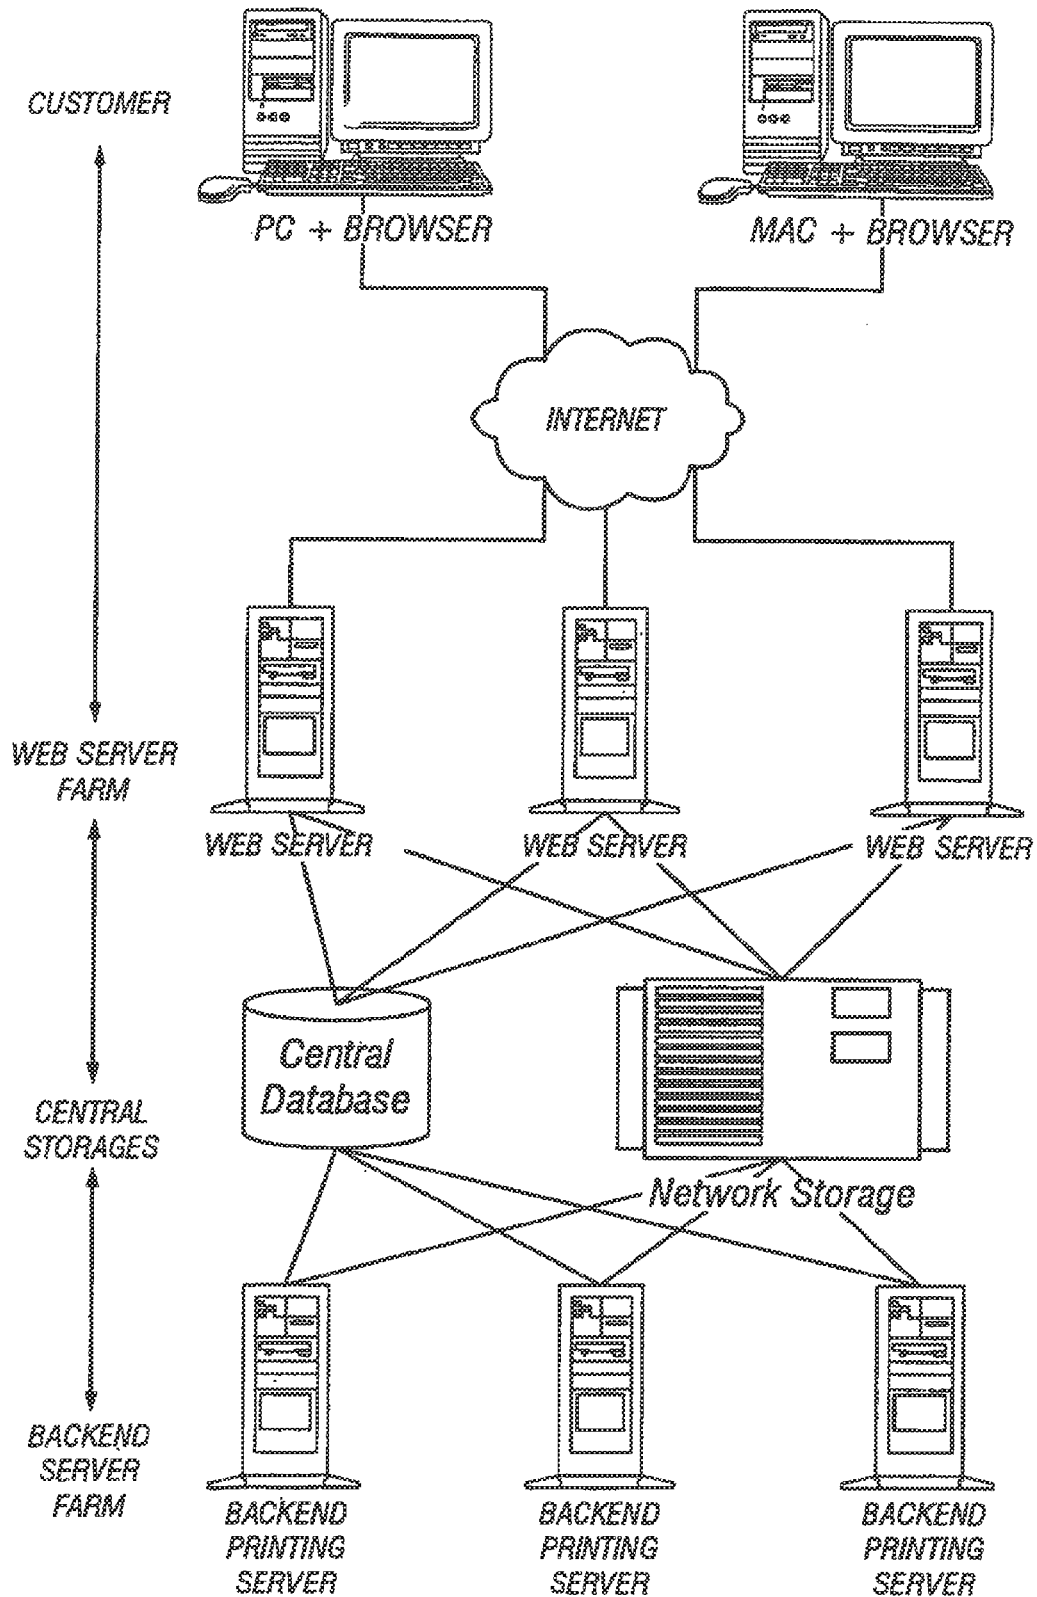 CUSTOMER
PC + BROWSER
MAC + BROWSER
INTERNET
WEB SERVER
FARM
WEB SERVER
WEB SERVER
WEB SERVER
Central
Database
CENTRAL
STORAGES
Network Storage
BACKEND
SERVER
FARM
BACKEND
PRINTING
SERVER
BACKEND
PRINTING
SERVER
BACKEND
PRINTING
SERVER